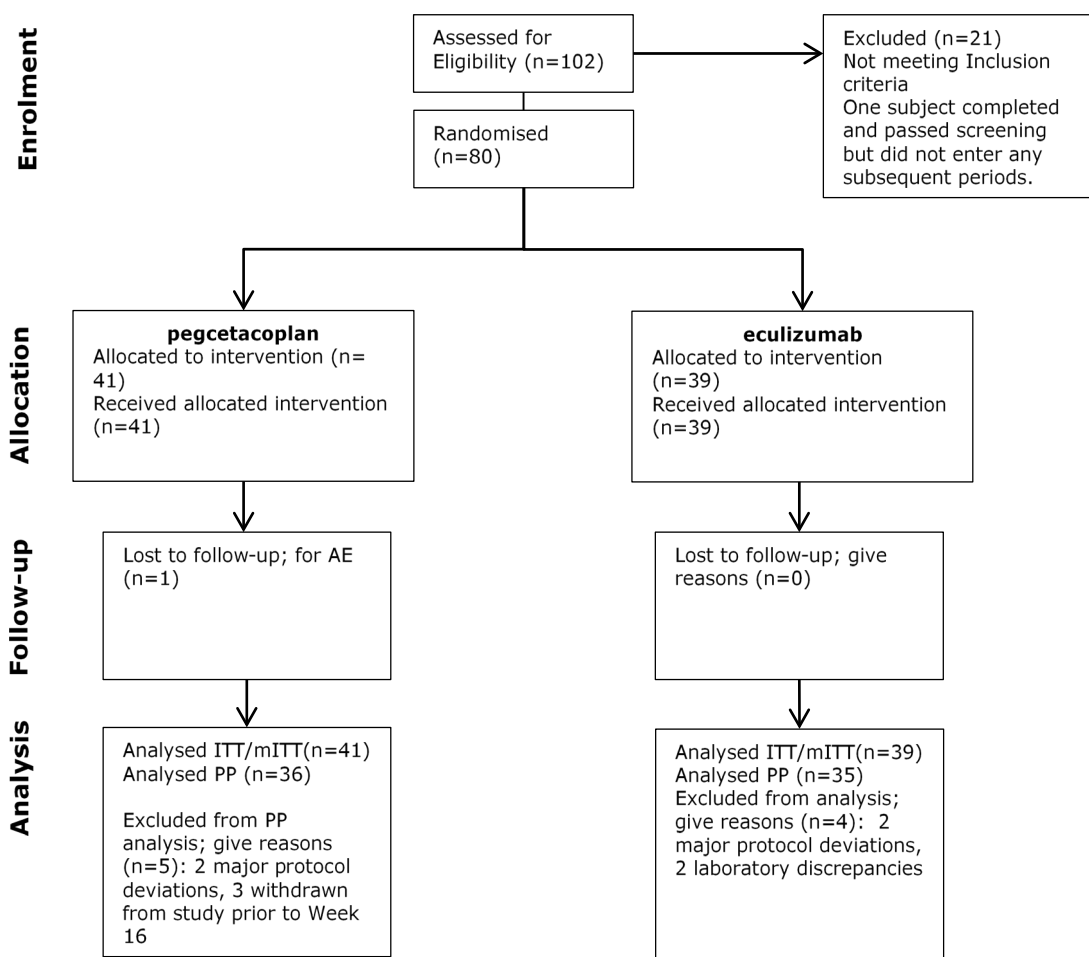 Enrolment
Assessed for
Eligibility (n=102)
Excluded (n=21)
Not meeting Inclusion
criteria
One subject completed
and passed screening
but did not enter any
subsequent periods.
Randomised
(n=80)
Allocation
pegcetacoplan
Allocated to intervention (n=
41)
Received allocated intervention
(n=41)
eculizumab
Allocated to intervention
(n=39)
Received allocated intervention
(n=39)
Follow-up
Lost to follow-up; for AE
(n=1)
Lost to follow-up; give
reasons (n=0)
Analysis
Analysed ITT/mITT(n=41)
Analysed PP (n=36)
Excluded from PP
analysis; give reasons
(n=5): 2 major protocol
deviations, 3 withdrawn
from study prior to Week
16
Analysed ITT/mITT(n=39)
Analysed PP (n=35)
Excluded from analysis;
give reasons (n=4):  2
major protocol deviations,
2 laboratory discrepancies